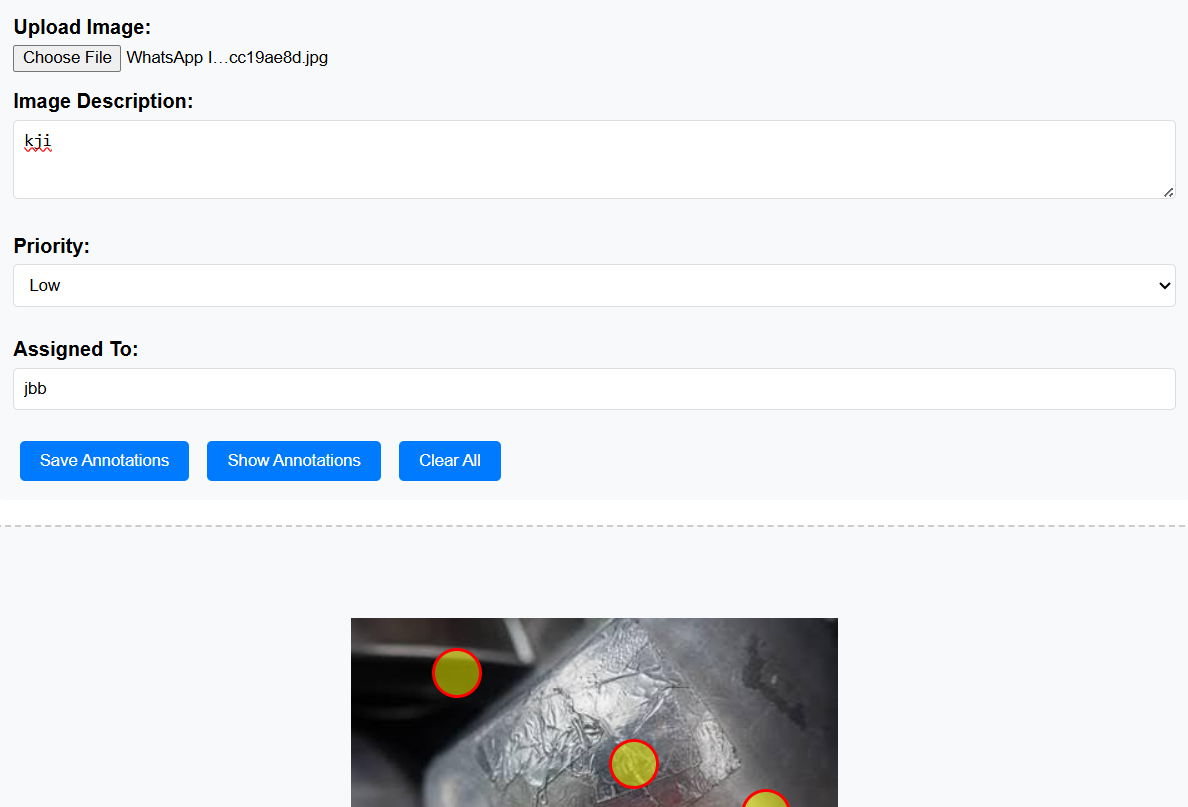 Upload Image:
Choose File WhatsApp I...cc19ae8d.jpg
Image Description:
kji
Priority:
Low
Assigned To:
jbb
Save Annotations Show Annotations Clear All